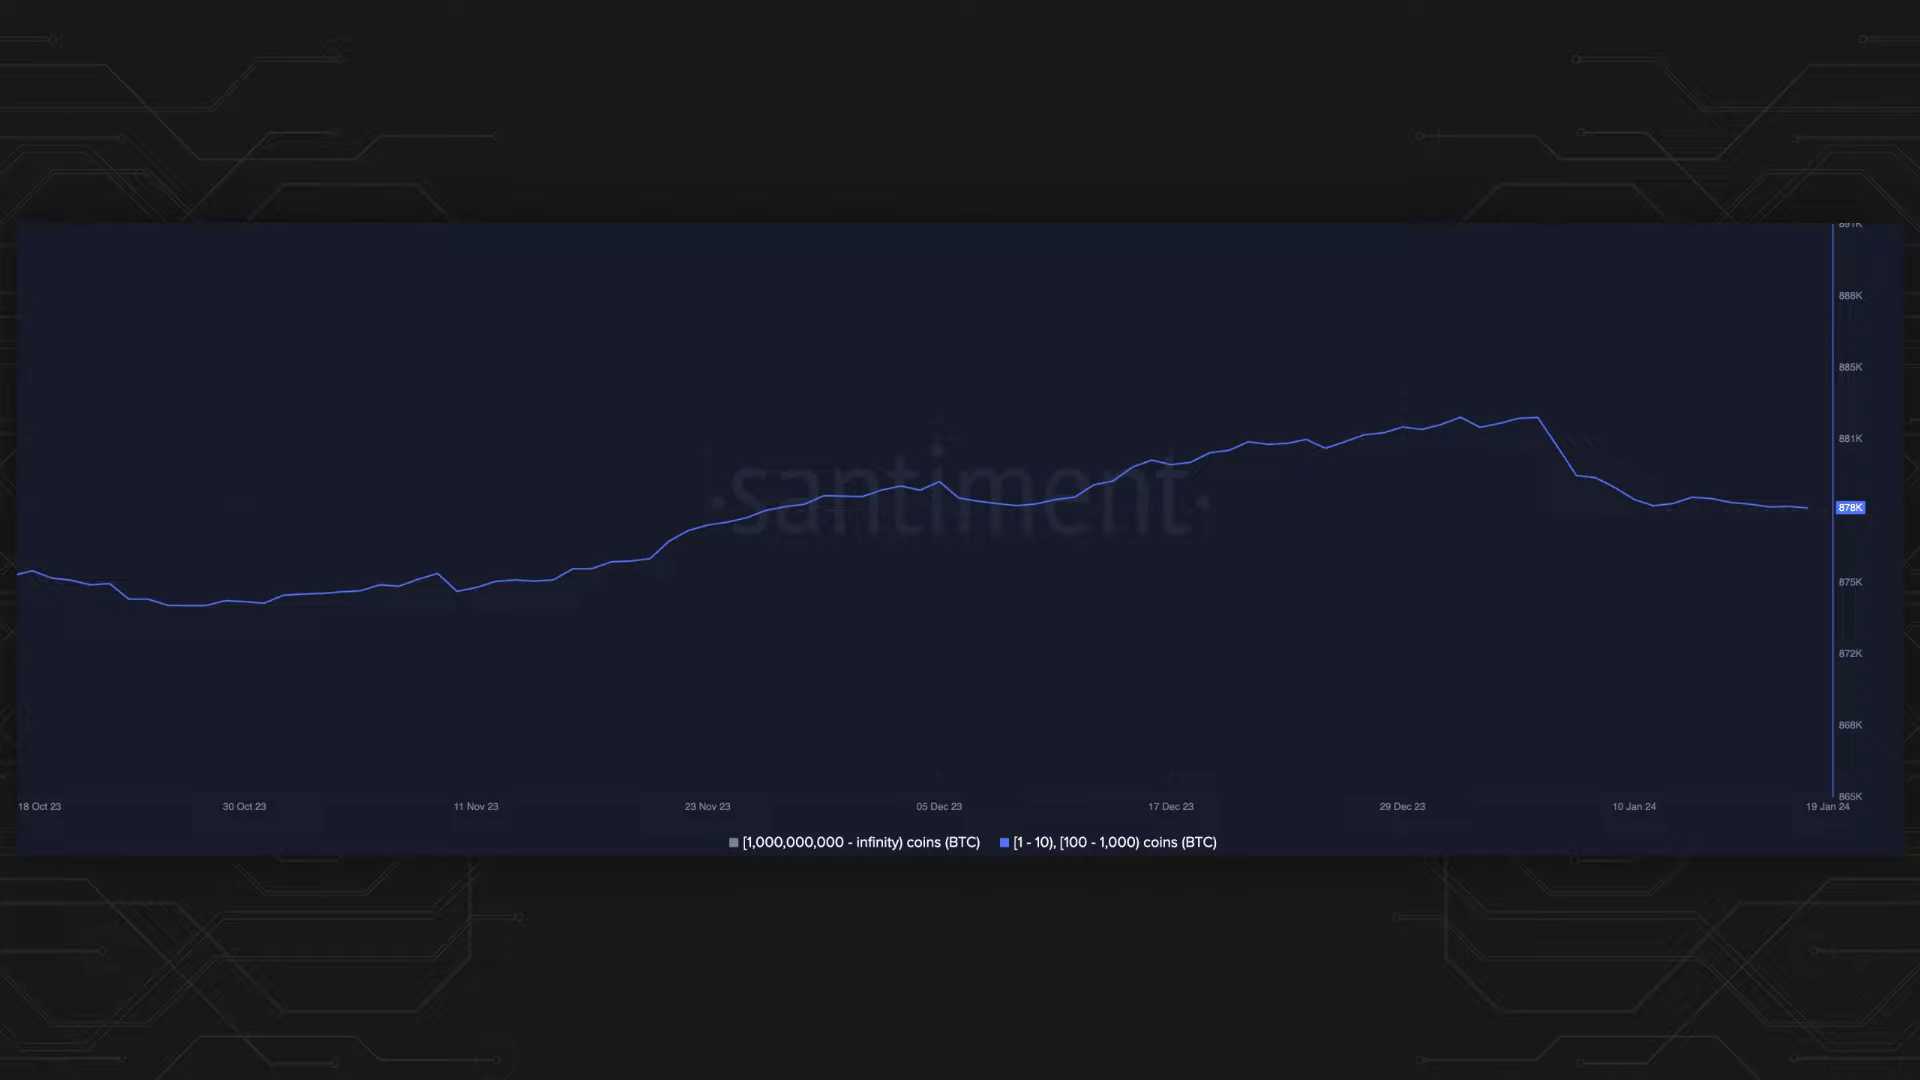 ·santiment·
891K
888K
885K
881K
878K
875K
872K
868K
865K
18 Oct 23 30 Oct 23 11 Nov 23 23 Nov 23 05 Dec 23 17 Dec 23 29 Dec 23 10 Jan 24 19 Jan 24
[1,000,000,000 - infinity) coins (BTC) [1 - 10), [100 - 1,000) coins (BTC)